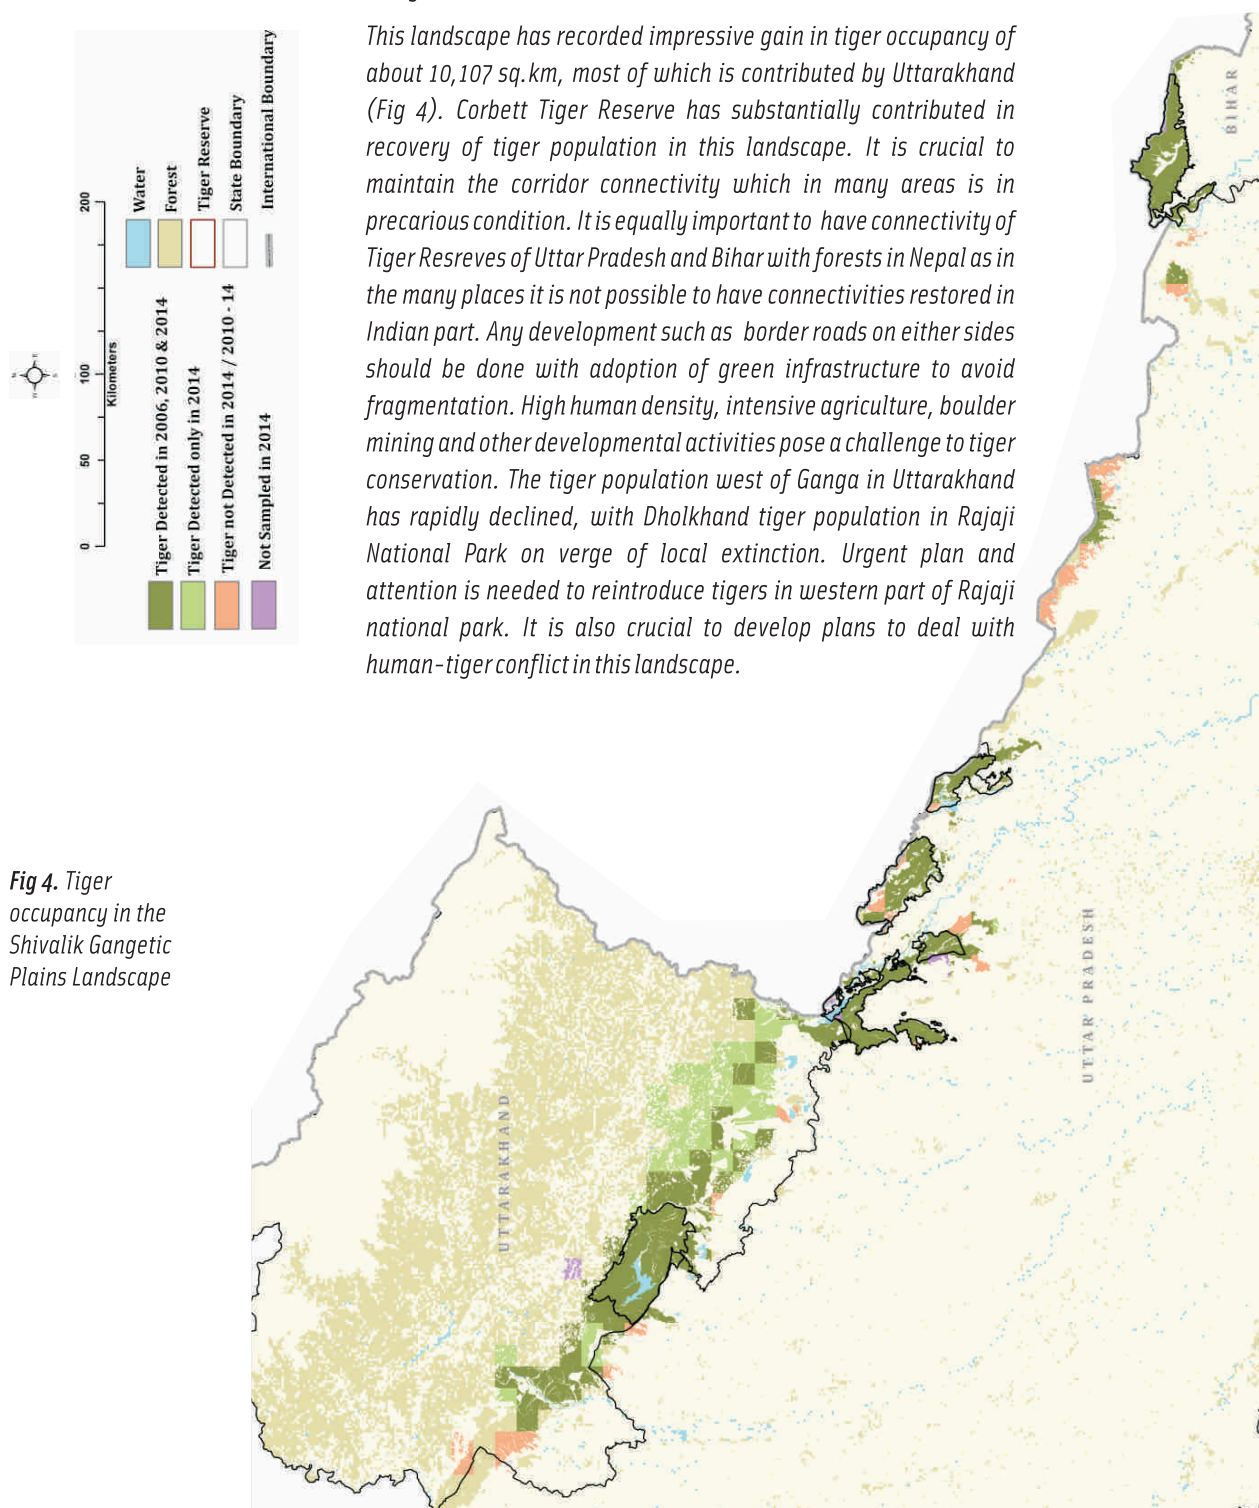 This landscape has recorded impressive gain in tiger occupancy of
about 10,107 sq.km, most of which is contributed by Uttarakhand
(Fig 4). Corbett Tiger Reserve has substantially contributed in
recovery of tiger population in this landscape. It is crucial to
maintain the corridor connectivity which in many areas is in
precarious condition. It is equally important to have connectivity of
Tiger Resreves of Uttar Pradesh and Bihar with forests in Nepal as in
the many places it is not possible to have connectivities restored in
Indian part. Any development such as border roads on either sides
should be done with adoption of green infrastructure to avoid
fragmentation. High human density, intensive agriculture, boulder
mining and other developmental activities pose a challenge to tiger
conservation. The tiger population west of Ganga in Uttarakhand
has rapidly declined, with Dholkhand tiger population in Rajaji
National Park on verge of local extinction. Urgent plan and
attention is needed to reintroduce tigers in western part of Rajaji
national park. It is also crucial to develop plans to deal with
human-tiger conflict in this landscape.
0 50 100 200
Kilometers
Tiger Detected in 2006, 2010 & 2014
Tiger Detected only in 2014
Tiger not Detected in 2014 / 2010 - 14
Not Sampled in 2014
Water
Forest
Tiger Reserve
State Boundary
International Boundary
Fig 4. Tiger
occupancy in the
Shivalik Gangetic
Plains Landscape
BIHAR
UTTAR PRADESH
UTTARAKHAND